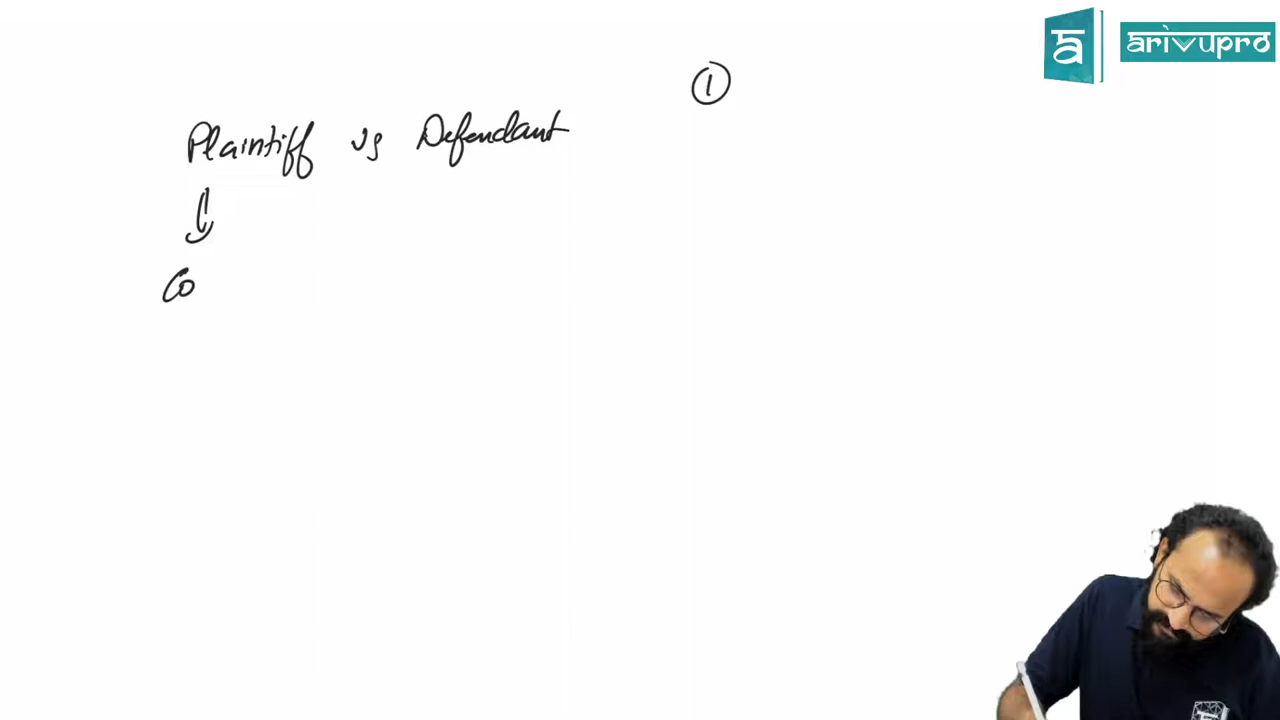 arivupro
①
Plaintiff vs Defendant
Co